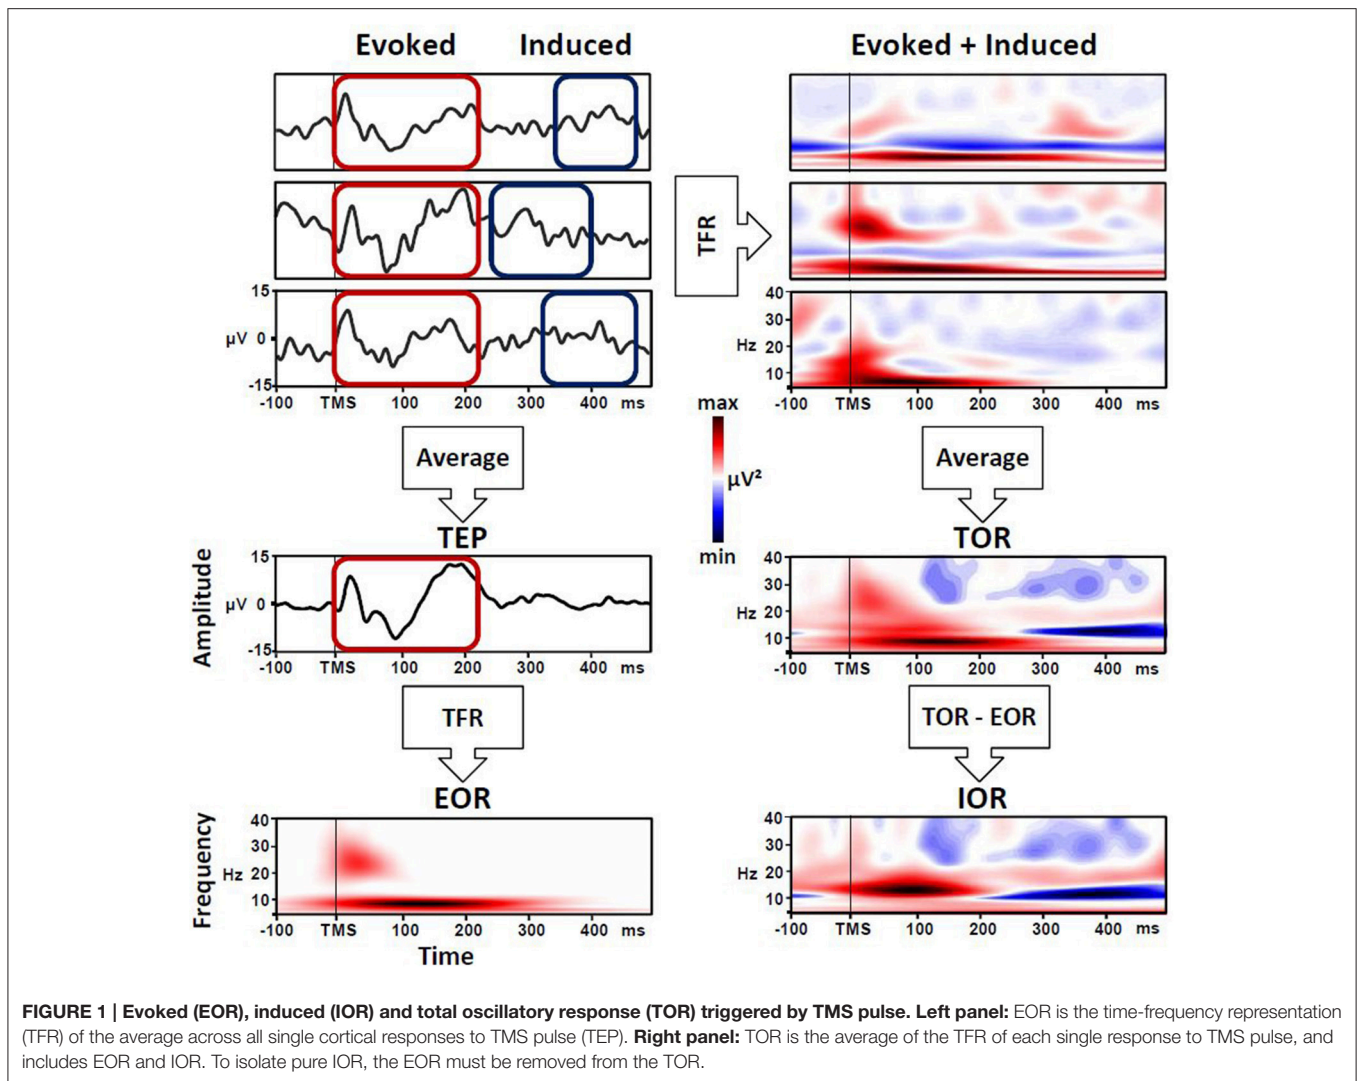 Evoked Induced Evoked + Induced
TFR
15
µV 0
-15
-100 TMS 100 200 400 ms
40
30
Hz 20
10
-100 TMS 100 200 300 400 ms
max
µV²
min
Average
Average
TEP
TOR
Amplitude
15
µV 0
-15
-100 TMS 100 200 400 ms
40
30
Hz 20
10
-100 TMS 100 200 300 400 ms
TFR
TOR - EOR
EOR
IOR
Frequency
40
30
Hz 20
10
-100 TMS 100 200 400 ms
Time
40
30
Hz 20
10
-100 TMS 100 200 300 400 ms
FIGURE 1 | Evoked (EOR), induced (IOR) and total oscillatory response (TOR) triggered by TMS pulse. Left panel: EOR is the time-frequency representation
(TFR) of the average across all single cortical responses to TMS pulse (TEP). Right panel: TOR is the average of the TFR of each single response to TMS pulse, and
includes EOR and IOR. To isolate pure IOR, the EOR must be removed from the TOR.